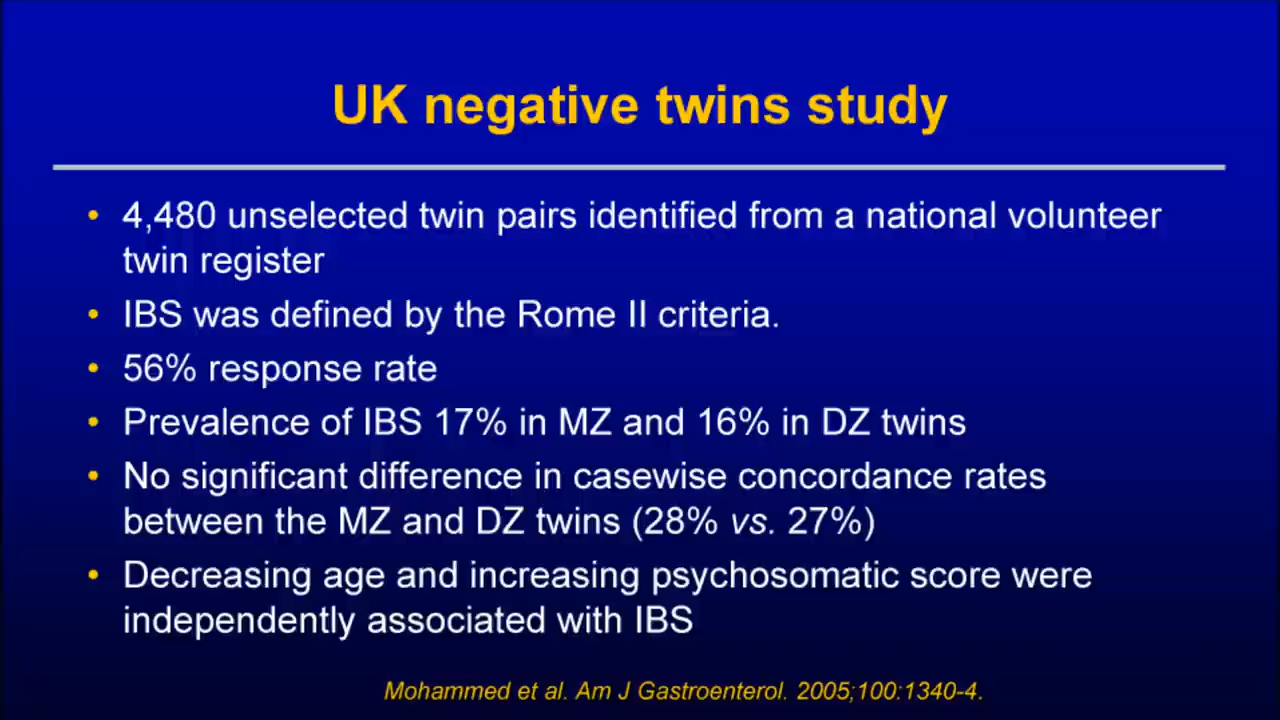 UK negative twins study
• 4,480 unselected twin pairs identified from a national volunteer
twin register
• IBS was defined by the Rome II criteria.
• 56% response rate
• Prevalence of IBS 17% in MZ and 16% in DZ twins
• No significant difference in casewise concordance rates
between the MZ and DZ twins (28% vs. 27%)
• Decreasing age and increasing psychosomatic score were
independently associated with IBS
Mohammed et al. Am J Gastroenterol. 2005;100:1340-4.